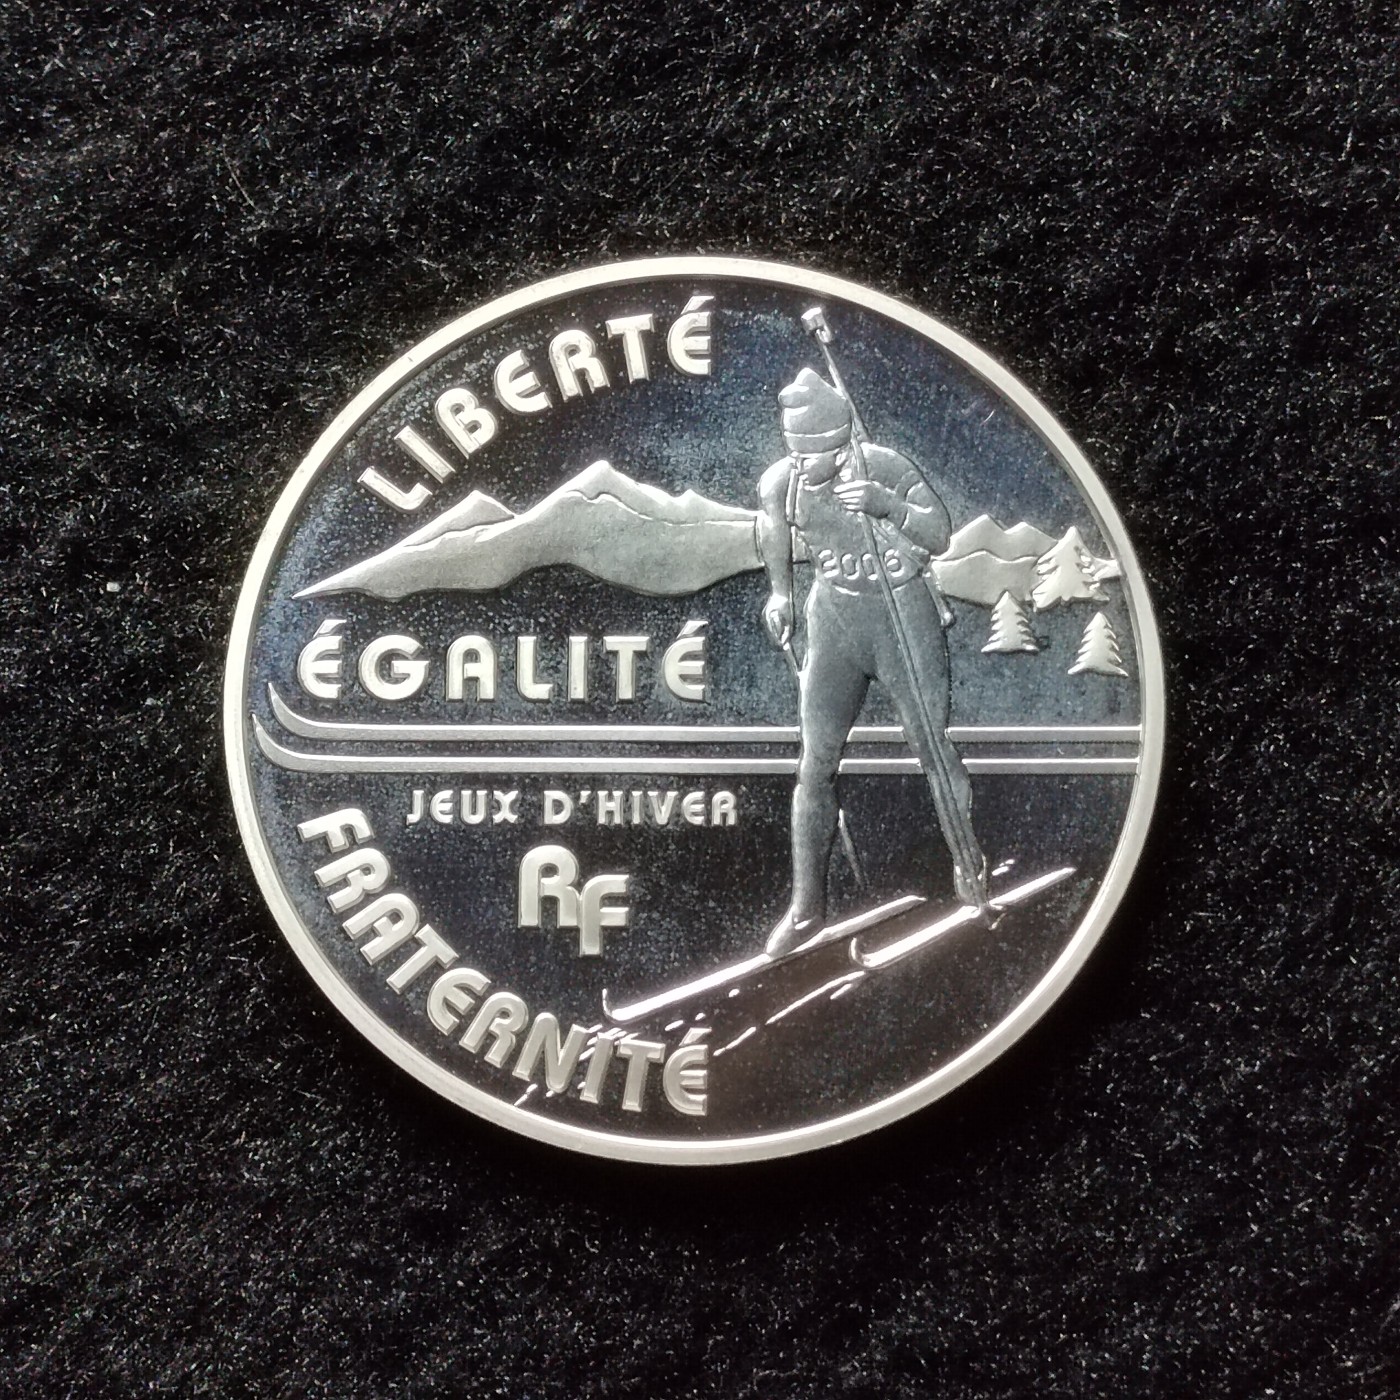 LIBERTÉ
2006
ÉGALITÉ
JEUX D'HIVER
RF
FRATERNITÉ